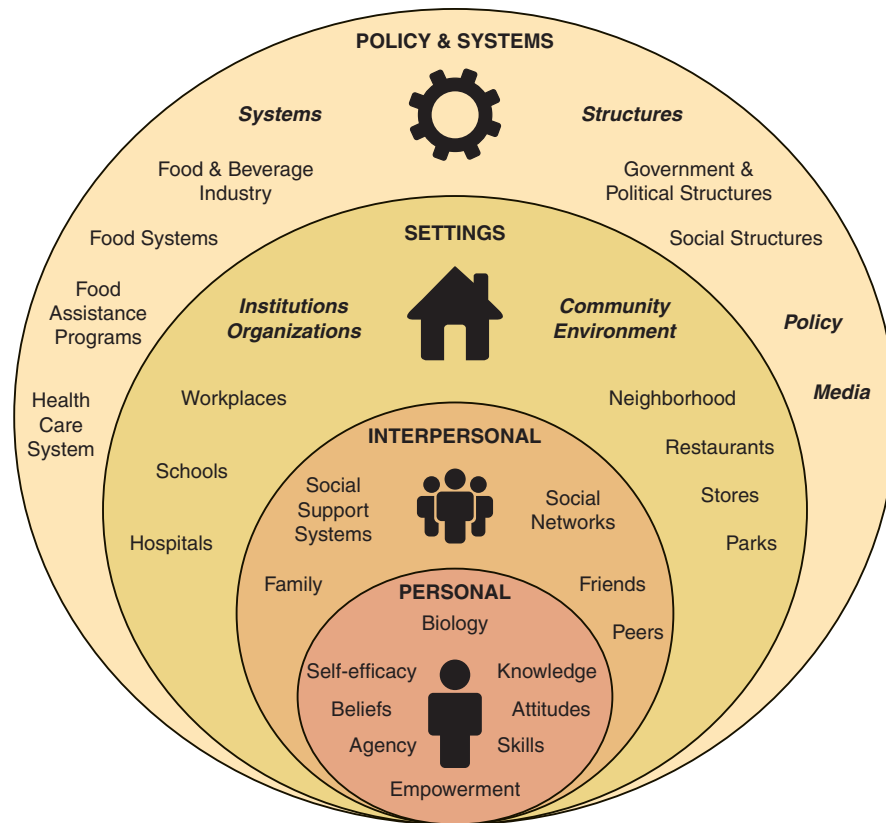 POLICY & SYSTEMS
Systems
Structures
Food & Beverage
Industry
Government &
Political Structures
Food Systems
Social Structures
Food
Assistance
Programs
Policy
Health
Care
System
Media
SETTINGS
Institutions
Organizations
Community
Environment
Workplaces
Neighborhood
Schools
Restaurants
Hospitals
Stores
Parks
INTERPERSONAL
Social
Support
Systems
Social
Networks
Family
Friends
Peers
PERSONAL
Biology
Self-efficacy
Knowledge
Beliefs
Attitudes
Agency
Skills
Empowerment